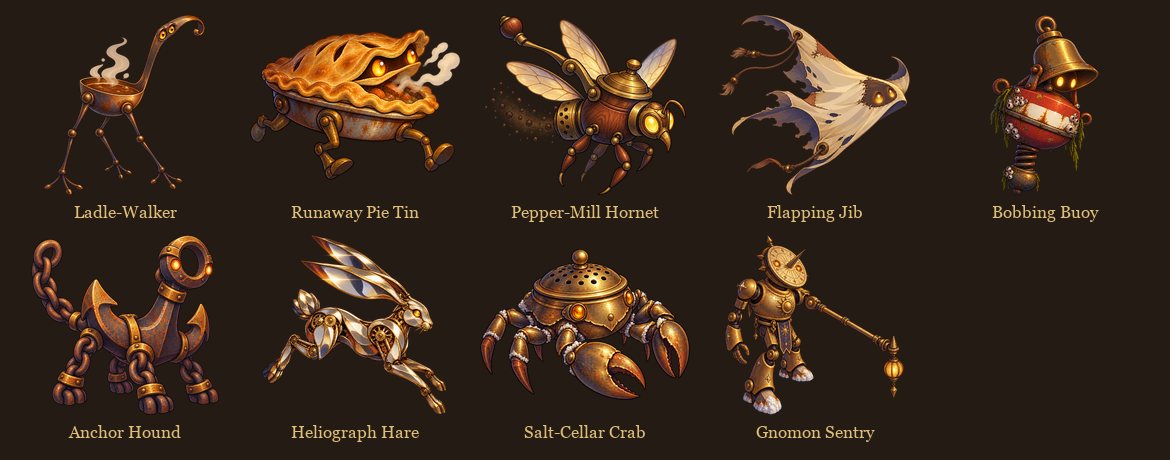 Ladle-Walker
Runaway Pie Tin
Pepper-Mill Hornet
Flapping Jib
Bobbing Buoy
Anchor Hound
Heliograph Hare
Salt-Cellar Crab
Gnomon Sentry